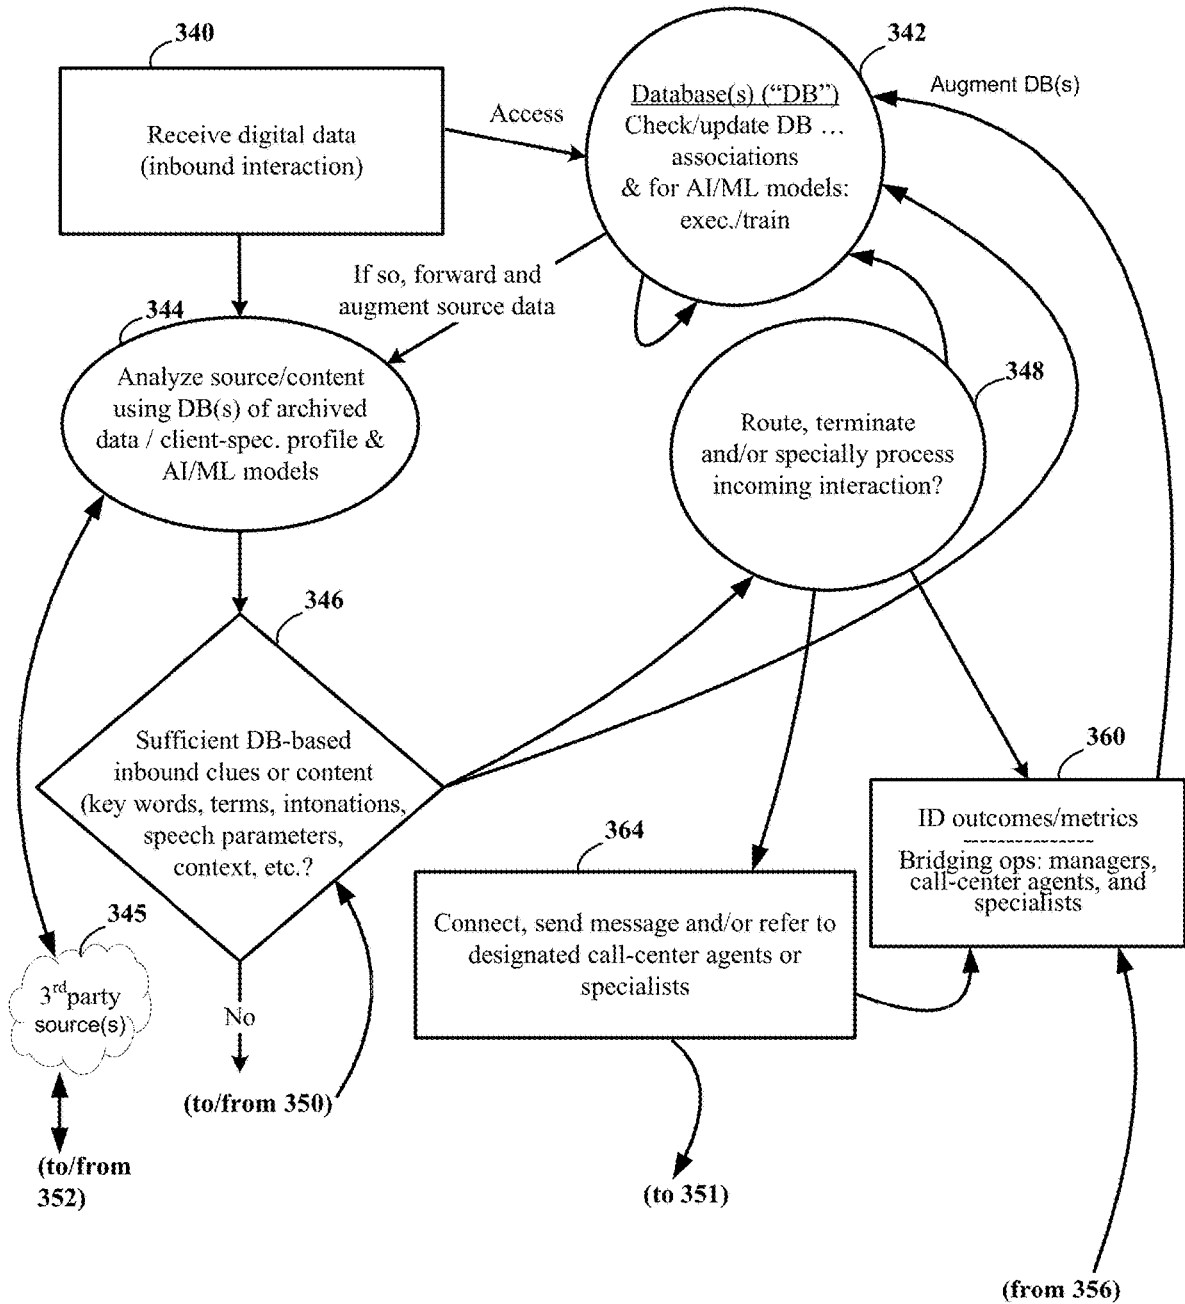 340
342
Augment DB(s)
Receive digital data
(inbound interaction)
Access
Database(s) (“DB”)
Check/update DB ...
associations
& for AI/ML models:
exec./train
If so, forward and
augment source data
344
Analyze source/content
using DB(s) of archived
data / client-spec. profile &
AI/ML models
348
Route, terminate
and/or specially process
incoming interaction?
346
Sufficient DB-based
inbound clues or content
(key words, terms, intonations,
speech parameters,
context, etc.?
360
ID outcomes/metrics
Bridging ops: managers,
call-center agents, and
specialists
364
Connect, send message and/or refer to
designated call-center agents or
specialists
345
3rd party
source(s)
No
(to/from 350)
(to/from
352)
(to 351)
(from 356)